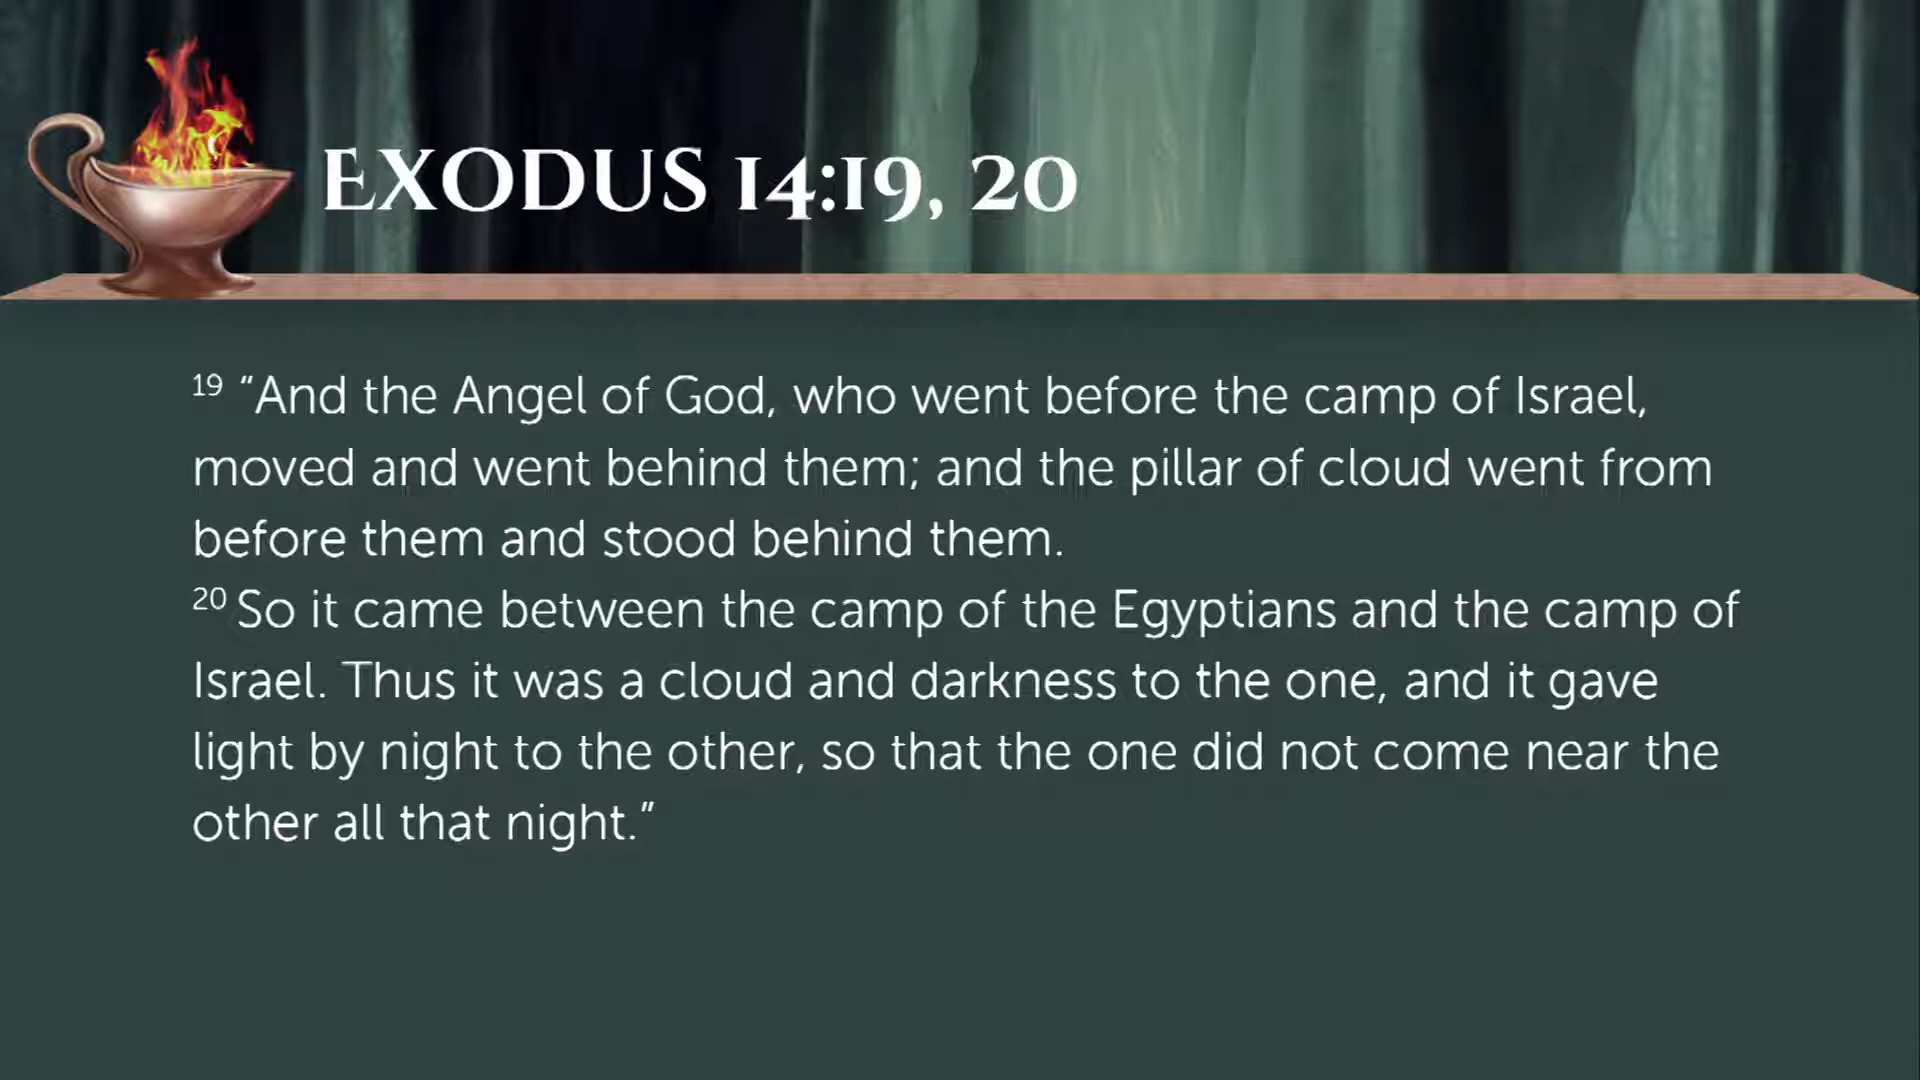 Exodus 14:19, 20
19 “And the Angel of God, who went before the camp of Israel,
moved and went behind them; and the pillar of cloud went from
before them and stood behind them.
20 So it came between the camp of the Egyptians and the camp of
Israel. Thus it was a cloud and darkness to the one, and it gave
light by night to the other, so that the one did not come near the
other all that night.”